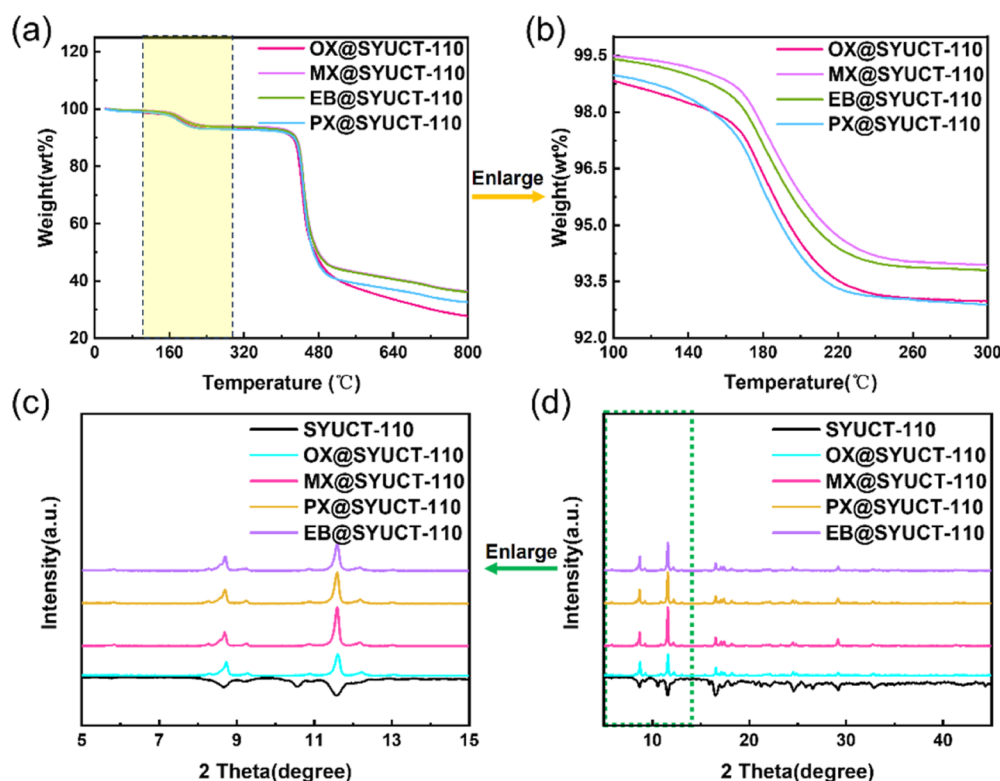 (a)
120
100
80
60
40
20
0
160
320
480
640
800
Weight(wt%)
Temperature (℃)
OX@SYUCT-110
MX@SYUCT-110
EB@SYUCT-110
PX@SYUCT-110
Enlarge
(b)
99.5
98.0
96.5
95.0
93.5
92.0
100
140
180
220
260
300
Weight(wt%)
Temperature(℃)
OX@SYUCT-110
MX@SYUCT-110
EB@SYUCT-110
PX@SYUCT-110
(c)
SYUCT-110
OX@SYUCT-110
MX@SYUCT-110
PX@SYUCT-110
EB@SYUCT-110
Intensity(a.u.)
5
7
9
11
13
15
2 Theta(degree)
Enlarge
(d)
SYUCT-110
OX@SYUCT-110
MX@SYUCT-110
PX@SYUCT-110
EB@SYUCT-110
Intensity(a.u.)
10
20
30
40
2 Theta(degree)